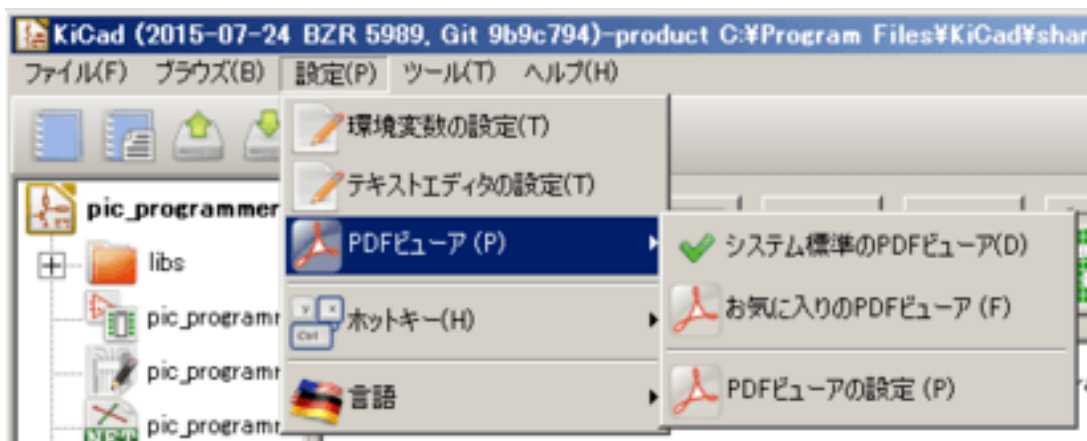 KiCad (2015-07-24 BZR 5989, Git 9b9c794)-product C:¥Program Files¥KiCad¥shar
ファイル(F) ブラウズ(B) 設定(P) ツール(T) ヘルプ(H)
環境変数の設定(T)
テキストエディタの設定(T)
PDFビューア (P)
ホットキー(H)
Ctrl
言語
システム標準のPDFビューア(D)
お気に入りのPDFビューア (F)
PDFビューアの設定 (P)
pic_programmer
libs
pic_programr
pic_programr
pic_programr
NET